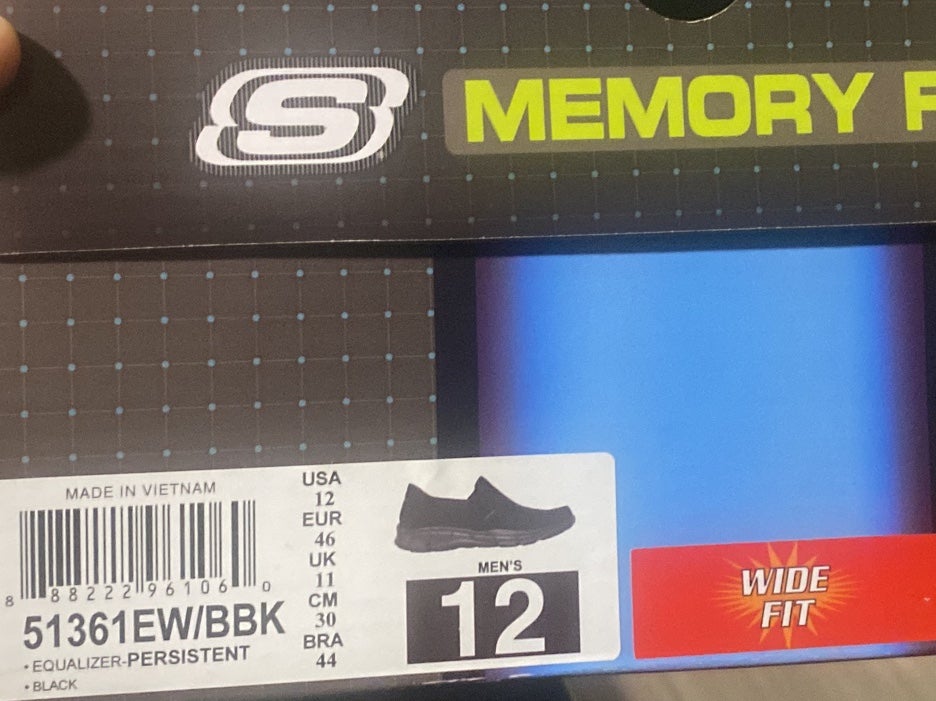 S
MEMORY F
MADE IN VIETNAM
8 88222 96106 0
51361EW/BBK
• EQUALIZER-PERSISTENT
• BLACK
USA
12
EUR
46
UK
11
CM
30
BRA
44
MEN'S
12
WIDE
FIT